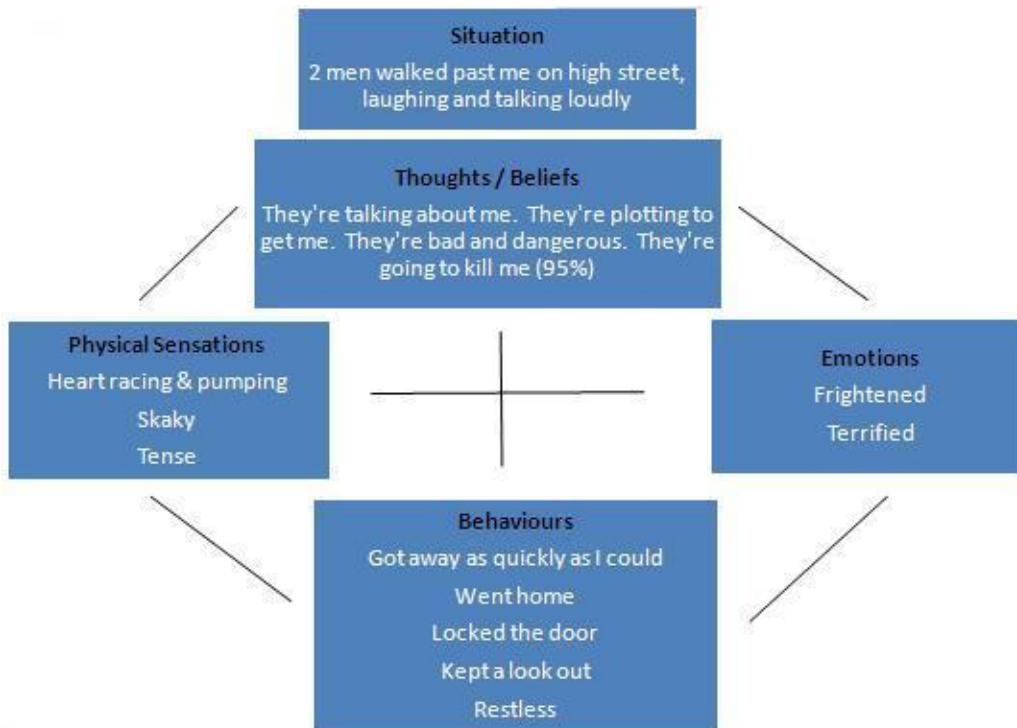 Situation
2 men walked past me on high street,
laughing and talking loudly
Thoughts / Beliefs
They're talking about me. They're plotting to
get me. They're bad and dangerous. They're
going to kill me (95%)
Physical Sensations
Heart racing & pumping
Skaky
Tense
Emotions
Frightened
Terrified
Behaviours
Got away as quickly as I could
Went home
Locked the door
Kept a look out
Restless